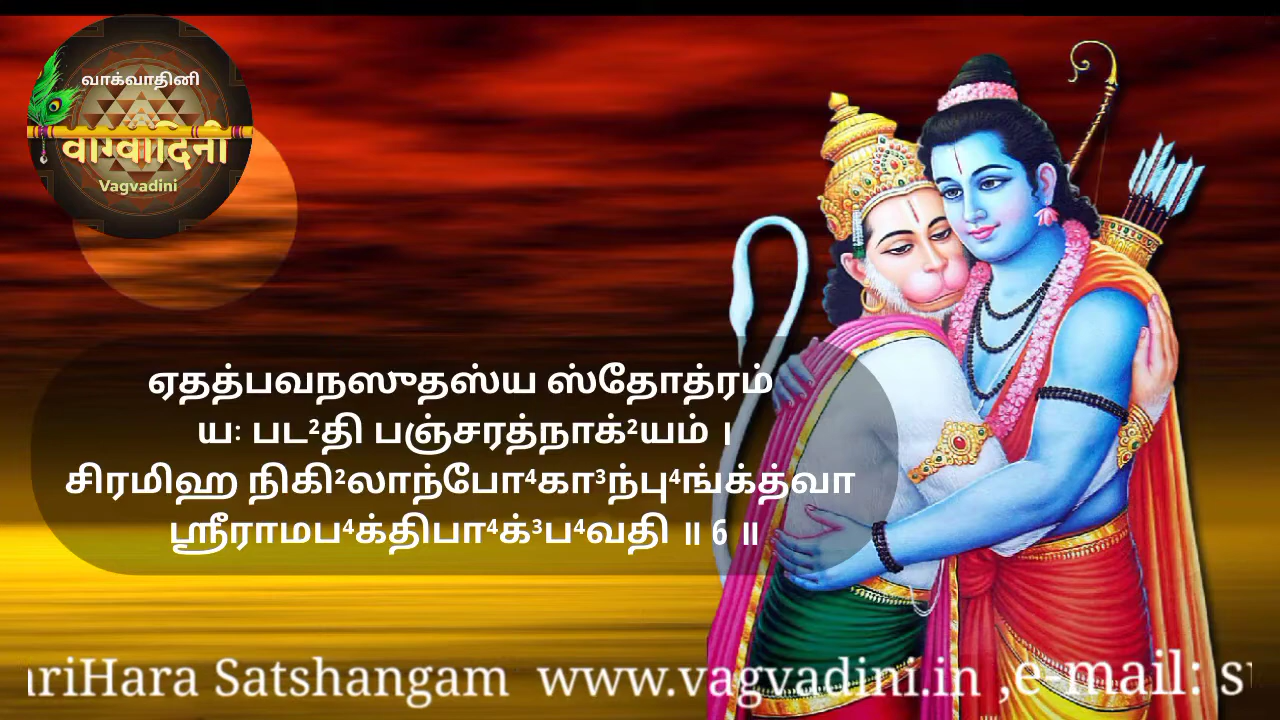 வாக்வாதினி
वाग्वादिनी
Vagvadini
ஏதத்பவநஸுதஸ்ய ஸ்தோத்ரம்
ய: பட²தி பஞ்சரத்நாக்²யம் ।
சிரமிஹ நிகி²லாந்போ⁴கா³ந்பு⁴ங்க்த்வா
ஸ்ரீராமப⁴க்திபா⁴க்³ப⁴வதி ॥ 6 ॥
ariHara Satshangam www.vagvadini.in ,e-mail: s